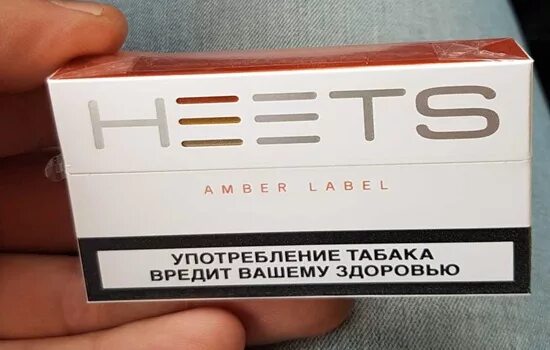 HEETS
AMBER LABEL
УПОТРЕБЛЕНИЕ ТАБАКА
ВРЕДИТ ВАШЕМУ ЗДОРОВЬЮ